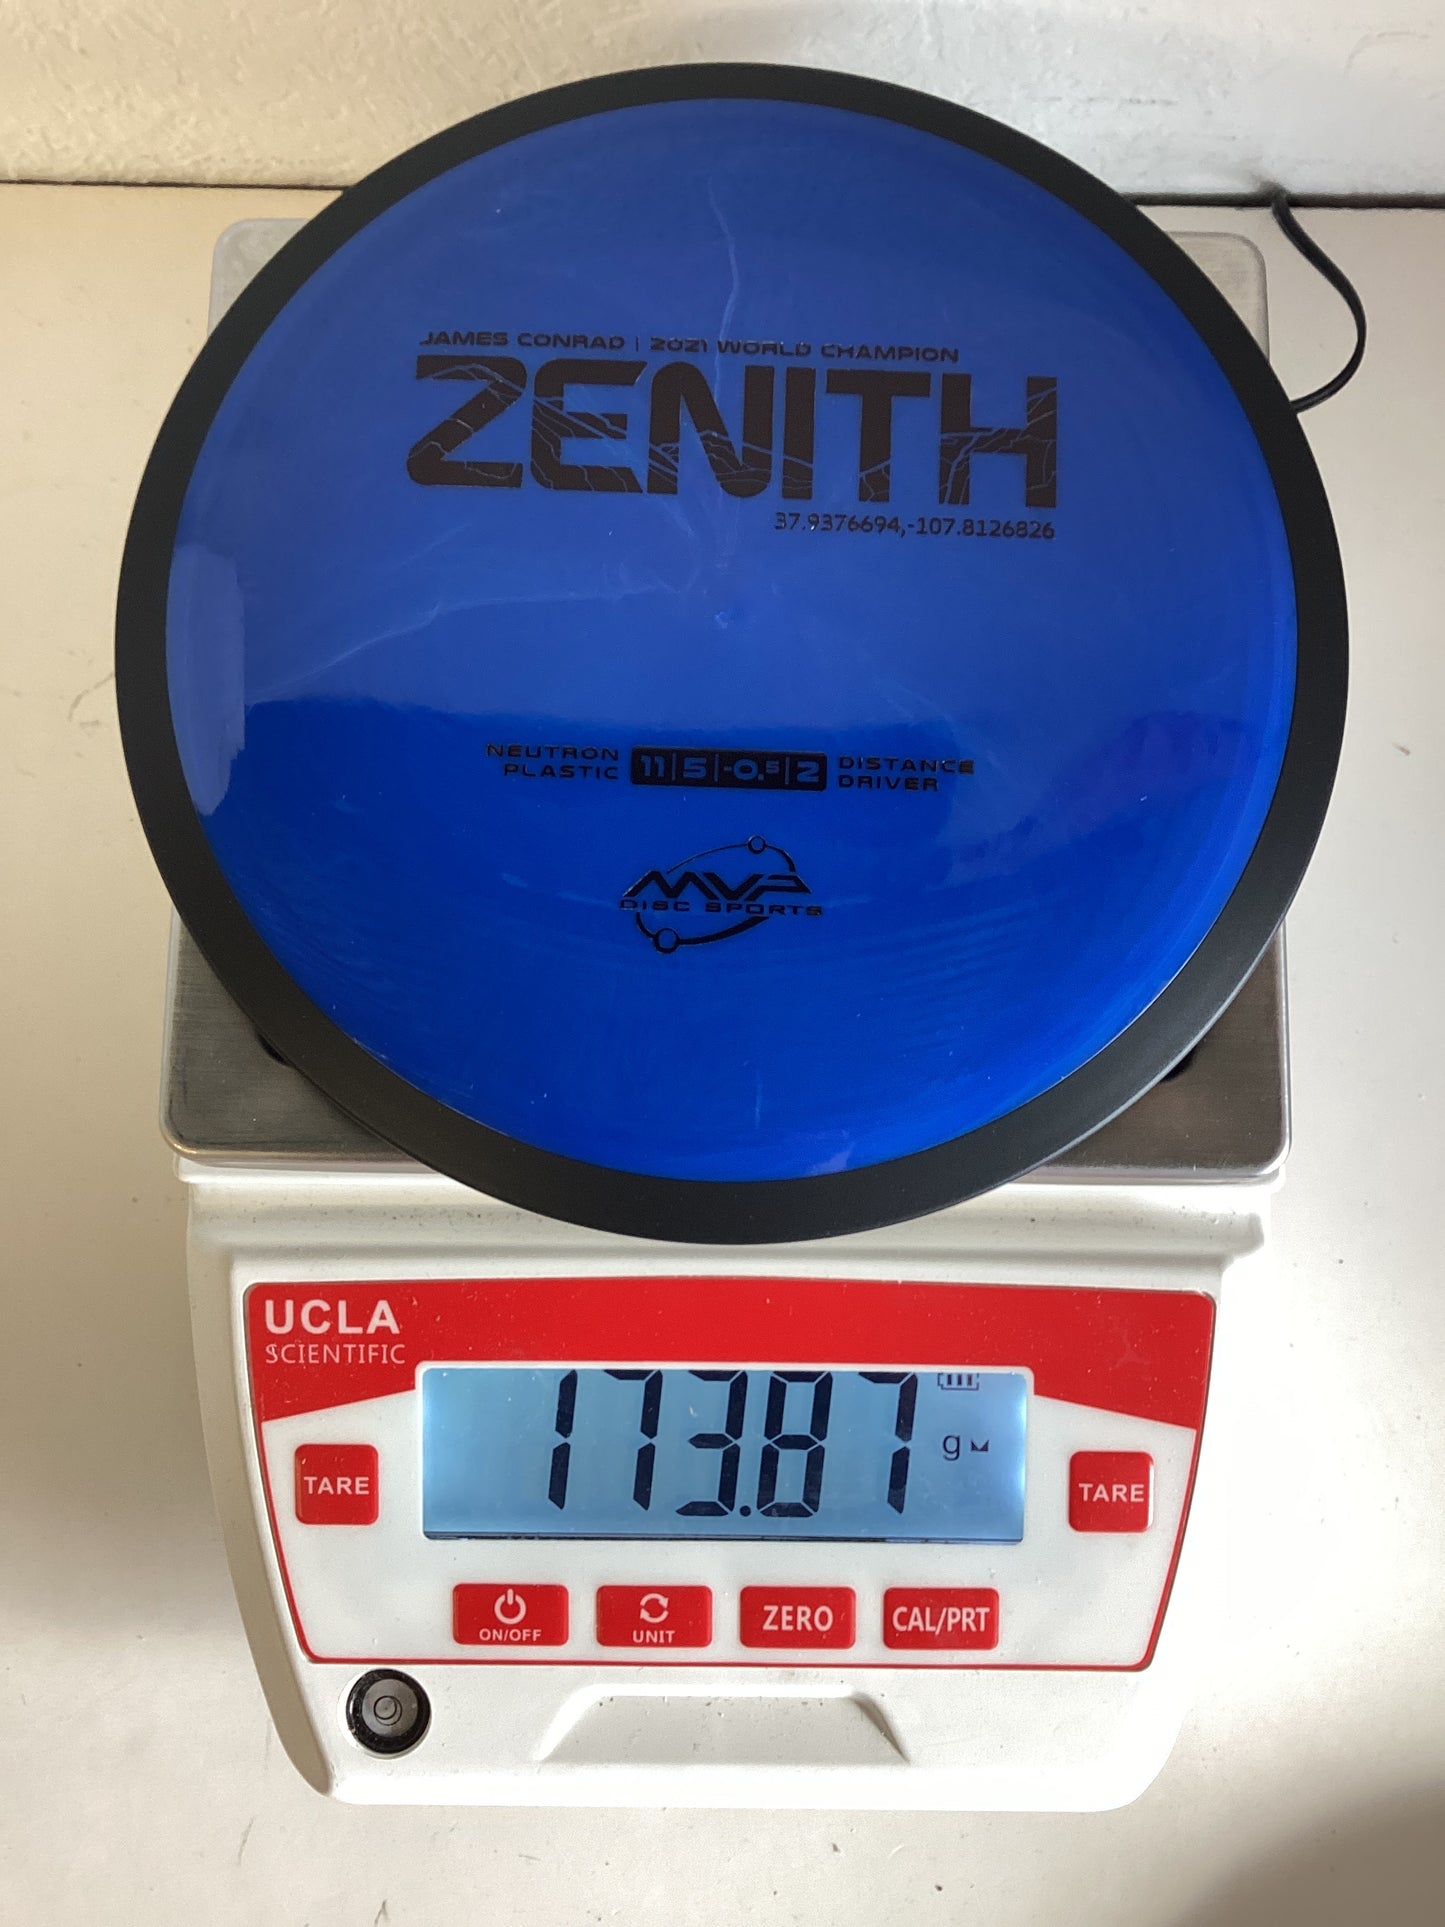 JAMES CONRAD | 2021 WORLD CHAMPION
ZENITH
37.9376694,-107.8126826
NEUTRON PLASTIC
11|5|-0.5|2
DISTANCE DRIVER
MVP
DISC SPORTS
UCLA
SCIENTIFIC
173.87
g
TARE
TARE
ON/OFF
UNIT
ZERO
CAL/PRT